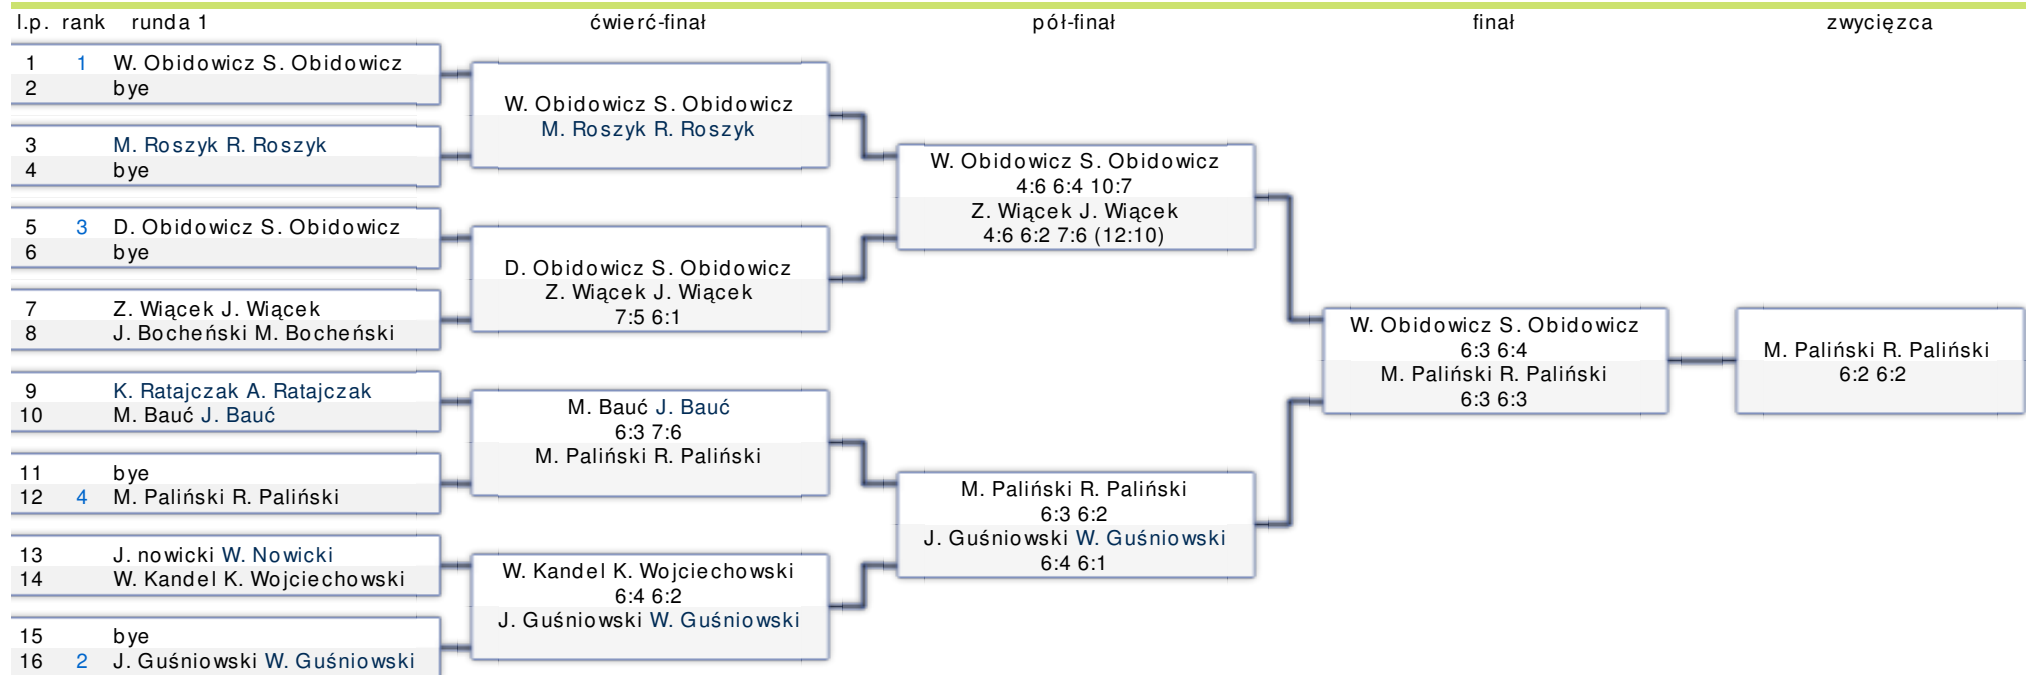 l.p. rank runda 1 ćwierć-finał pół-finał finał zwycięzca
1 1 W. Obidowicz S. Obidowicz
2 bye
3 M. Roszyk R. Roszyk
4 bye
5 3 D. Obidowicz S. Obidowicz
6 bye
7 Z. Wiącek J. Wiącek
8 J. Bocheński M. Bocheński
9 K. Ratajczak A. Ratajczak
10 M. Bauć J. Bauć
11 bye
12 4 M. Paliński R. Paliński
13 J. nowicki W. Nowicki
14 W. Kandel K. Wojciechowski
15 bye
16 2 J. Guśniowski W. Guśniowski
W. Obidowicz S. Obidowicz
M. Roszyk R. Roszyk
D. Obidowicz S. Obidowicz
Z. Wiącek J. Wiącek
7:5 6:1
M. Bauć J. Bauć
6:3 7:6
M. Paliński R. Paliński
W. Kandel K. Wojciechowski
6:4 6:2
J. Guśniowski W. Guśniowski
W. Obidowicz S. Obidowicz
4:6 6:4 10:7
Z. Wiącek J. Wiącek
4:6 6:2 7:6 (12:10)
M. Paliński R. Paliński
6:3 6:2
J. Guśniowski W. Guśniowski
6:4 6:1
W. Obidowicz S. Obidowicz
6:3 6:4
M. Paliński R. Paliński
6:3 6:3
M. Paliński R. Paliński
6:2 6:2